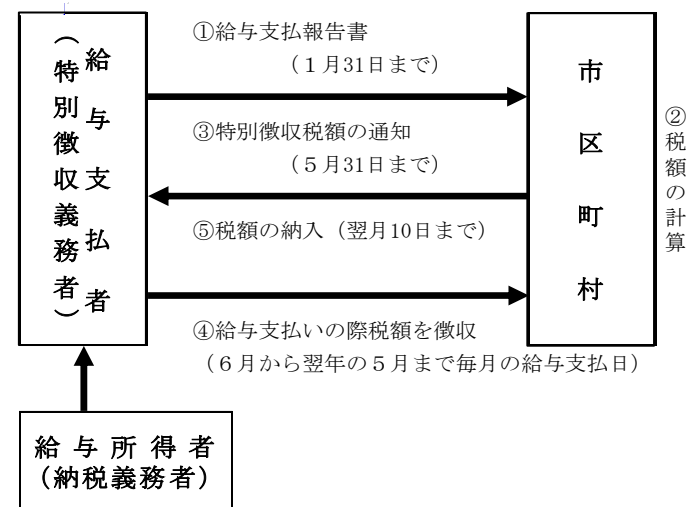 給与支払者
（特別徴収義務者）
①給与支払報告書
（１月31日まで）
③特別徴収税額の通知
（５月31日まで）
⑤税額の納入（翌月10日まで）
④給与支払いの際税額を徴収
（６月から翌年の５月まで毎月の給与支払日）
市区町村
②税額の計算
給与所得者
（納税義務者）